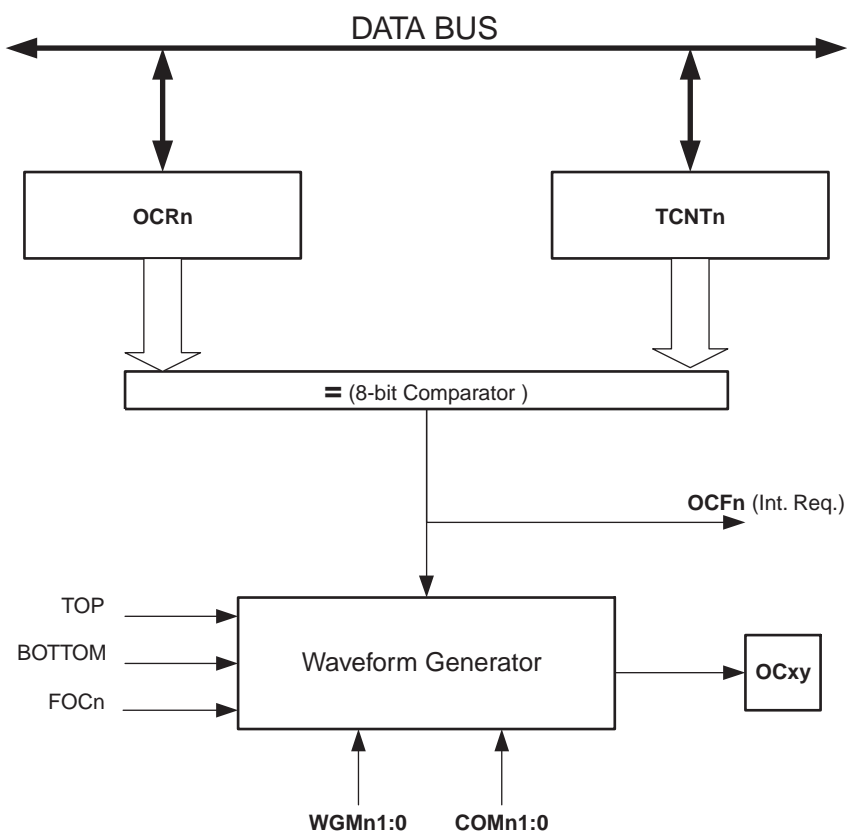 DATA BUS
OCRn
TCNTn
= (8-bit Comparator )
OCFn (Int. Req.)
TOP
BOTTOM
FOCn
Waveform Generator
OCxy
WGMn1:0
COMn1:0